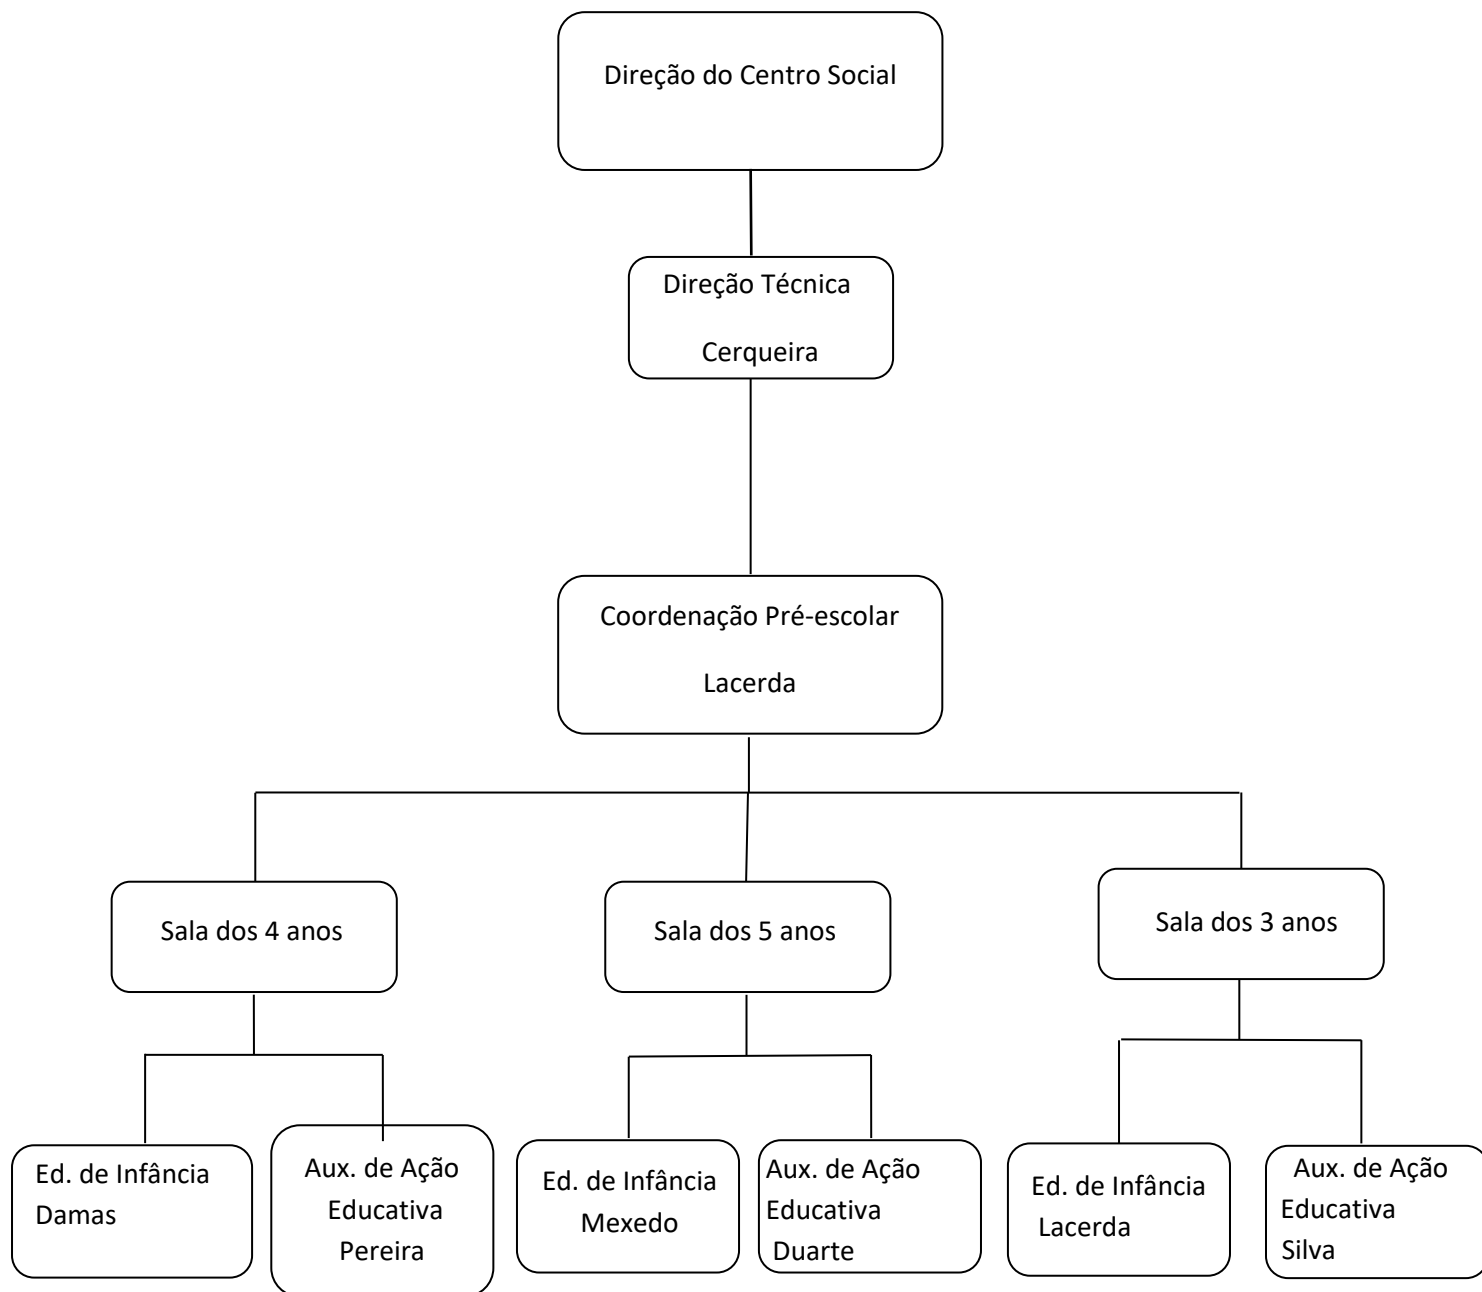 Direção do Centro Social
Direção Técnica
Cerqueira
Coordenação Pré-escolar
Lacerda
Sala dos 4 anos
Sala dos 5 anos
Sala dos 3 anos
Ed. de Infância
Damas
Aux. de Ação
Educativa
Pereira
Ed. de Infância
Mexedo
Aux. de Ação
Educativa
Duarte
Ed. de Infância
Lacerda
Aux. de Ação
Educativa
Silva